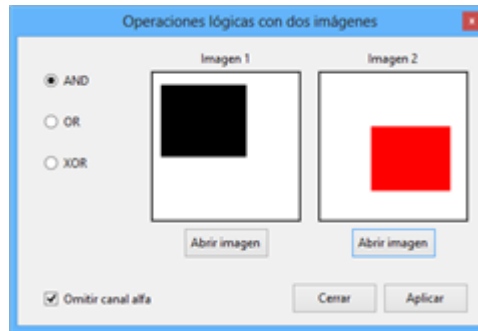 Operaciones lógicas con dos imágenes
x
Imagen 1
Imagen 2
AND
OR
XOR
Abrir imagen
Abrir imagen
Omitir canal alfa
Cerrar
Aplicar